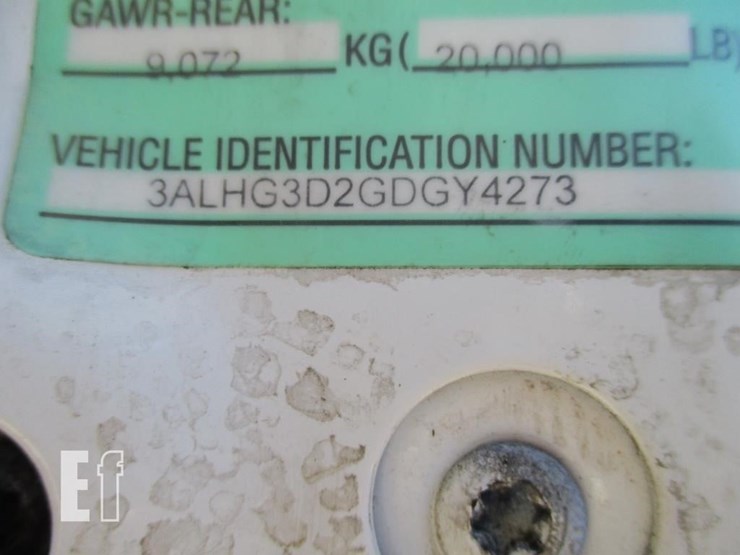 GAWR-REAR:
9,072 KG ( 20,000 LB)
VEHICLE IDENTIFICATION NUMBER:
3ALHG3D2GDGY4273
Ef